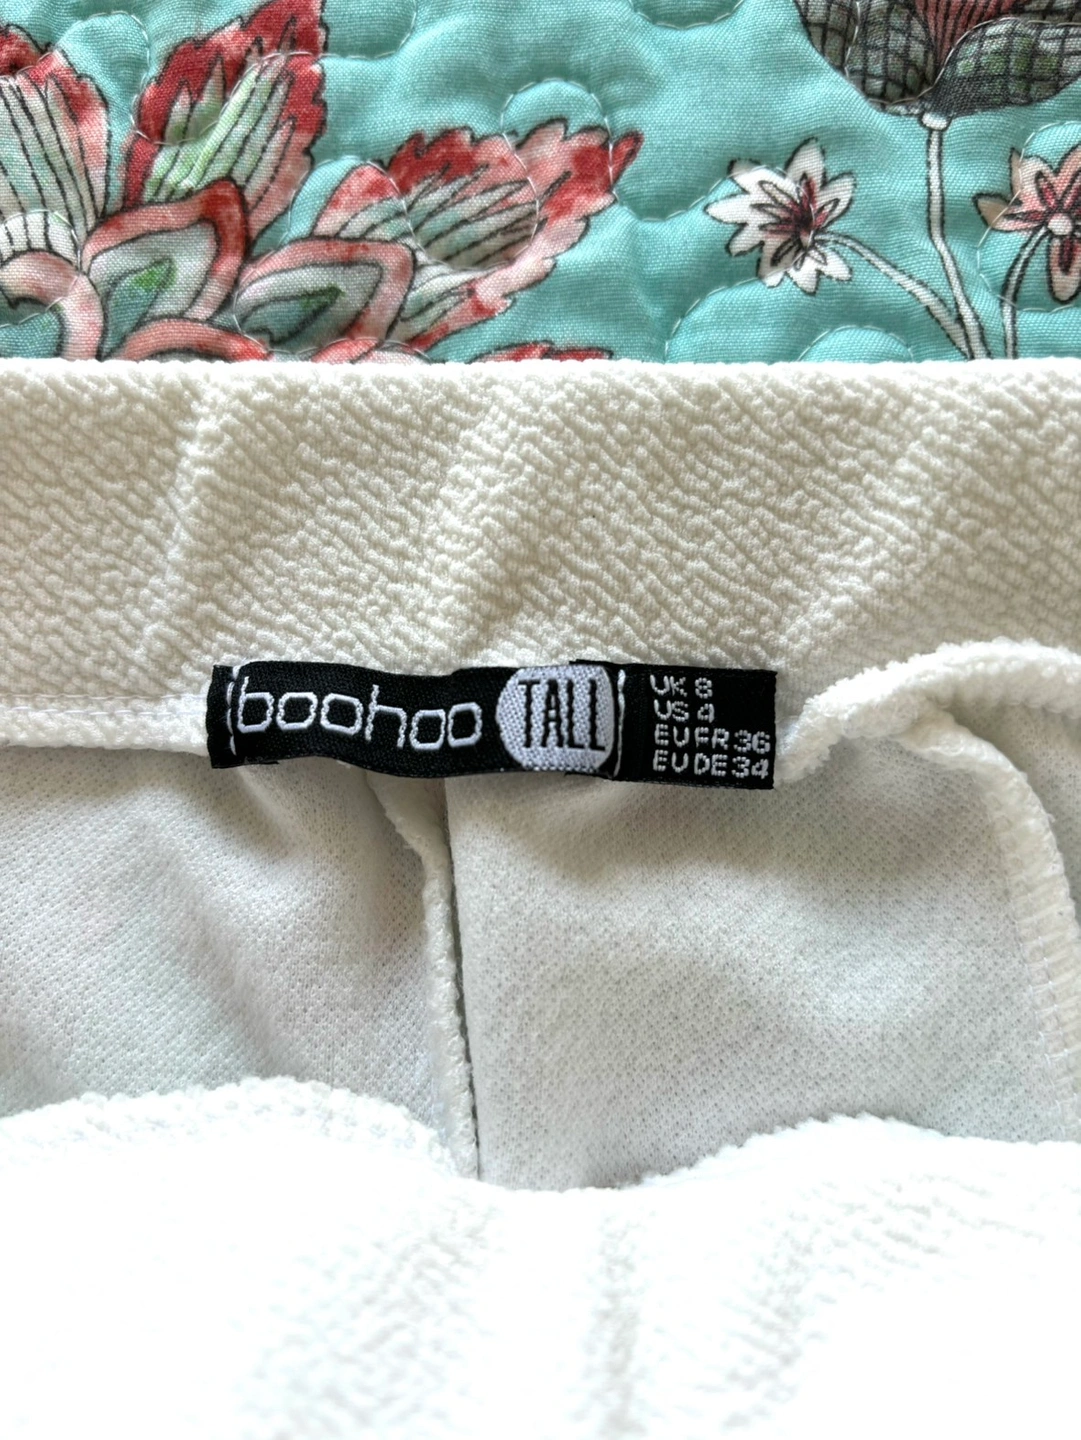 boohoo TALL
UK 8
US 4
EU FR 36
EU DE 34